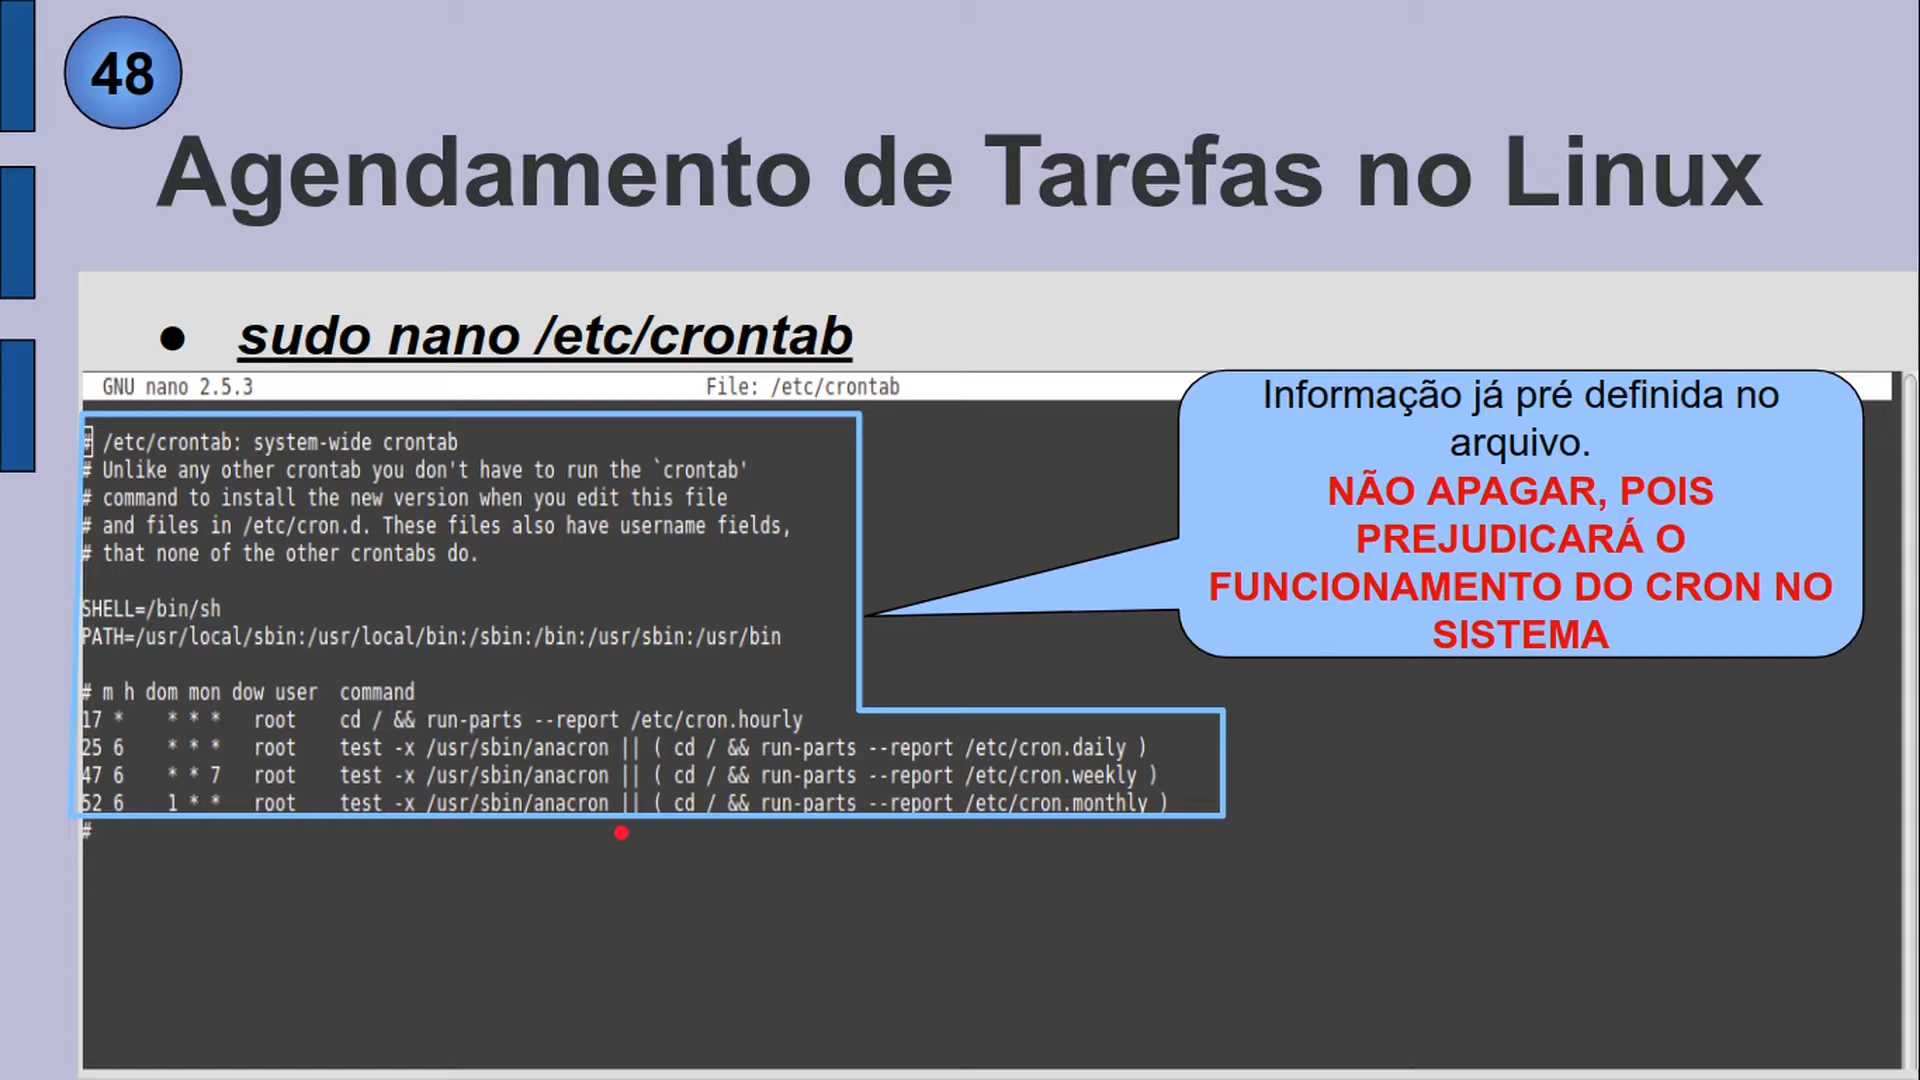 48
Agendamento de Tarefas no Linux
● sudo nano /etc/crontab
GNU nano 2.5.3 File: /etc/crontab
# /etc/crontab: system-wide crontab
# Unlike any other crontab you don't have to run the `crontab'
# command to install the new version when you edit this file
# and files in /etc/cron.d. These files also have username fields,
# that none of the other crontabs do.
SHELL=/bin/sh
PATH=/usr/local/sbin:/usr/local/bin:/sbin:/bin:/usr/sbin:/usr/bin
# m h dom mon dow user command
17 * * * * root cd / && run-parts --report /etc/cron.hourly
25 6 * * * root test -x /usr/sbin/anacron || ( cd / && run-parts --report /etc/cron.daily )
47 6 * * 7 root test -x /usr/sbin/anacron || ( cd / && run-parts --report /etc/cron.weekly )
52 6 1 * * root test -x /usr/sbin/anacron || ( cd / && run-parts --report /etc/cron.monthly )
#
Informação já pré definida no
arquivo.
NÃO APAGAR, POIS
PREJUDICARÁ O
FUNCIONAMENTO DO CRON NO
SISTEMA